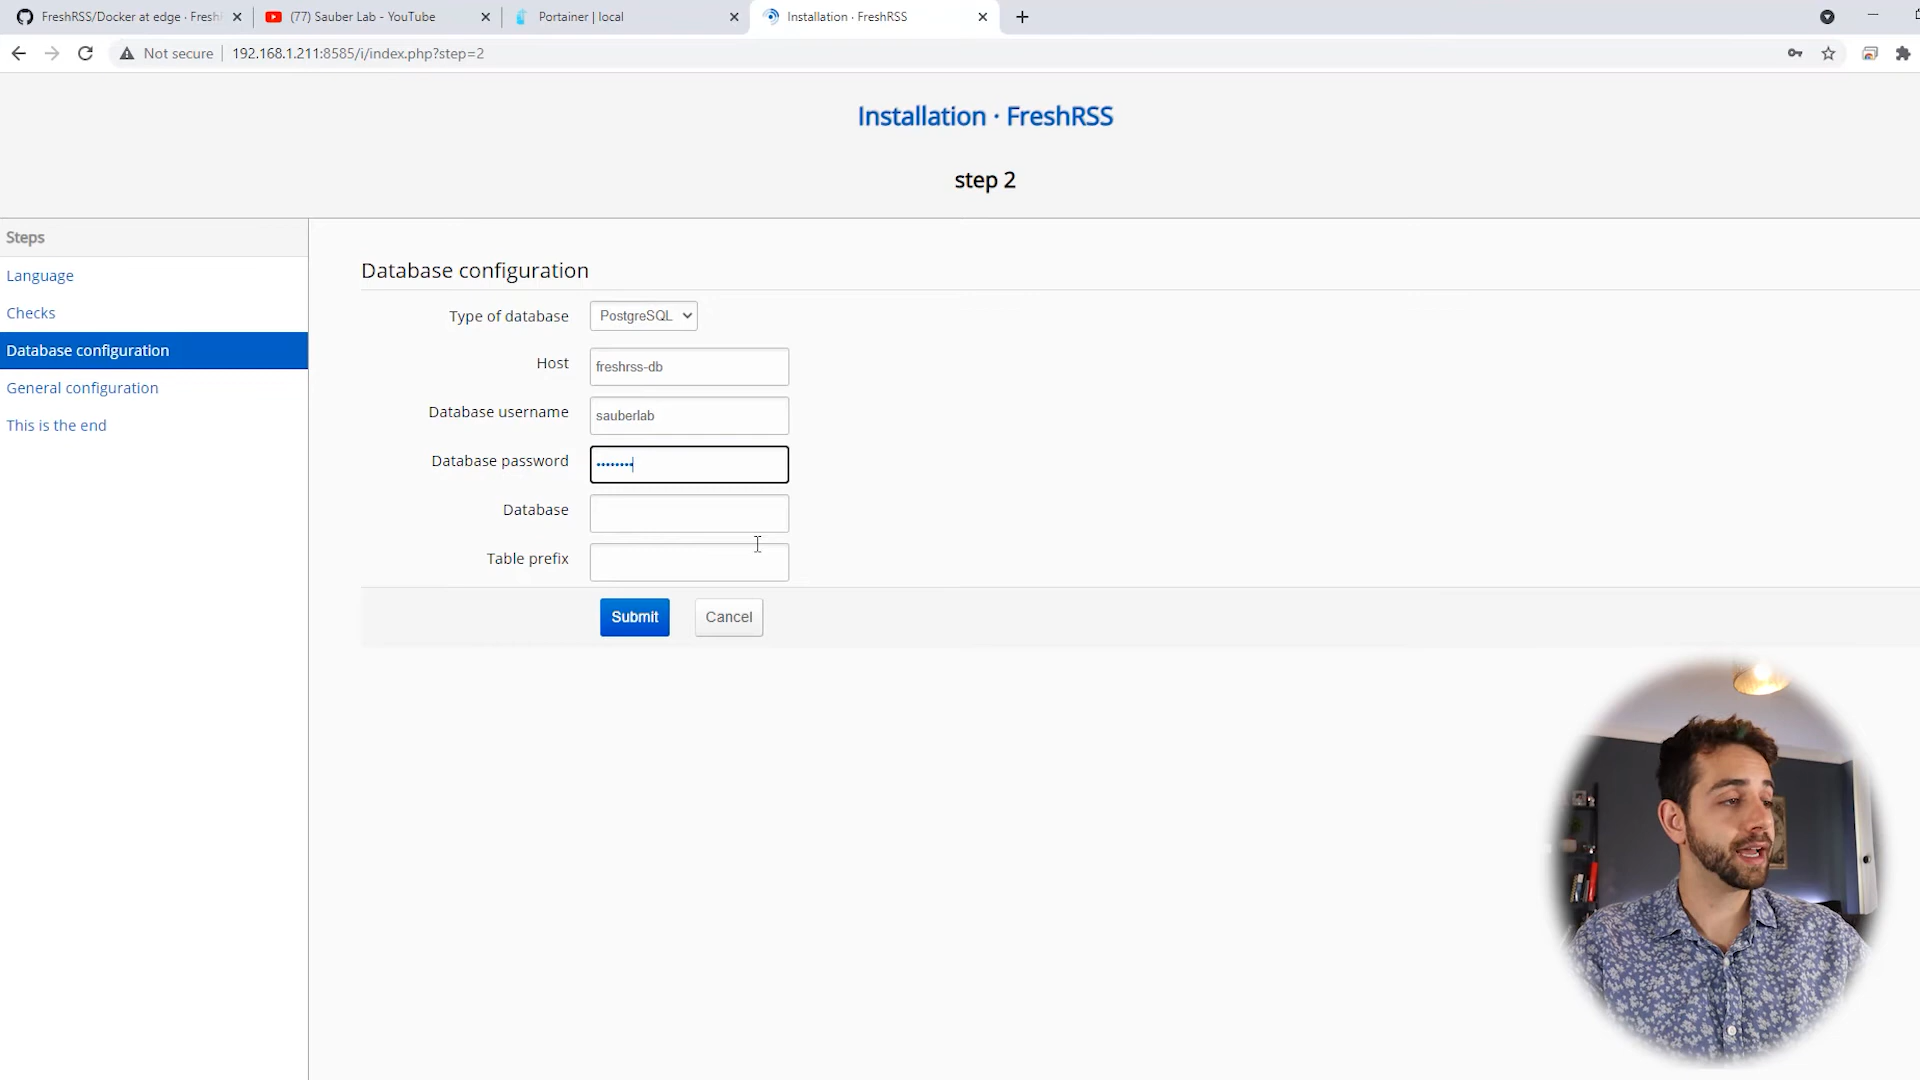 FreshRSS/Docker at edge · Fresh
(77) Sauber Lab - YouTube
Portainer | local
Installation · FreshRSS
Not secure
192.168.1.211:8585/i/index.php?step=2
Installation · FreshRSS
step 2
Steps
Language
Checks
Database configuration
General configuration
This is the end
Database configuration
Type of database
PostgreSQL
Host
freshrss-db
Database username
sauberlab
Database password
••••••••
Database
Table prefix
Submit
Cancel